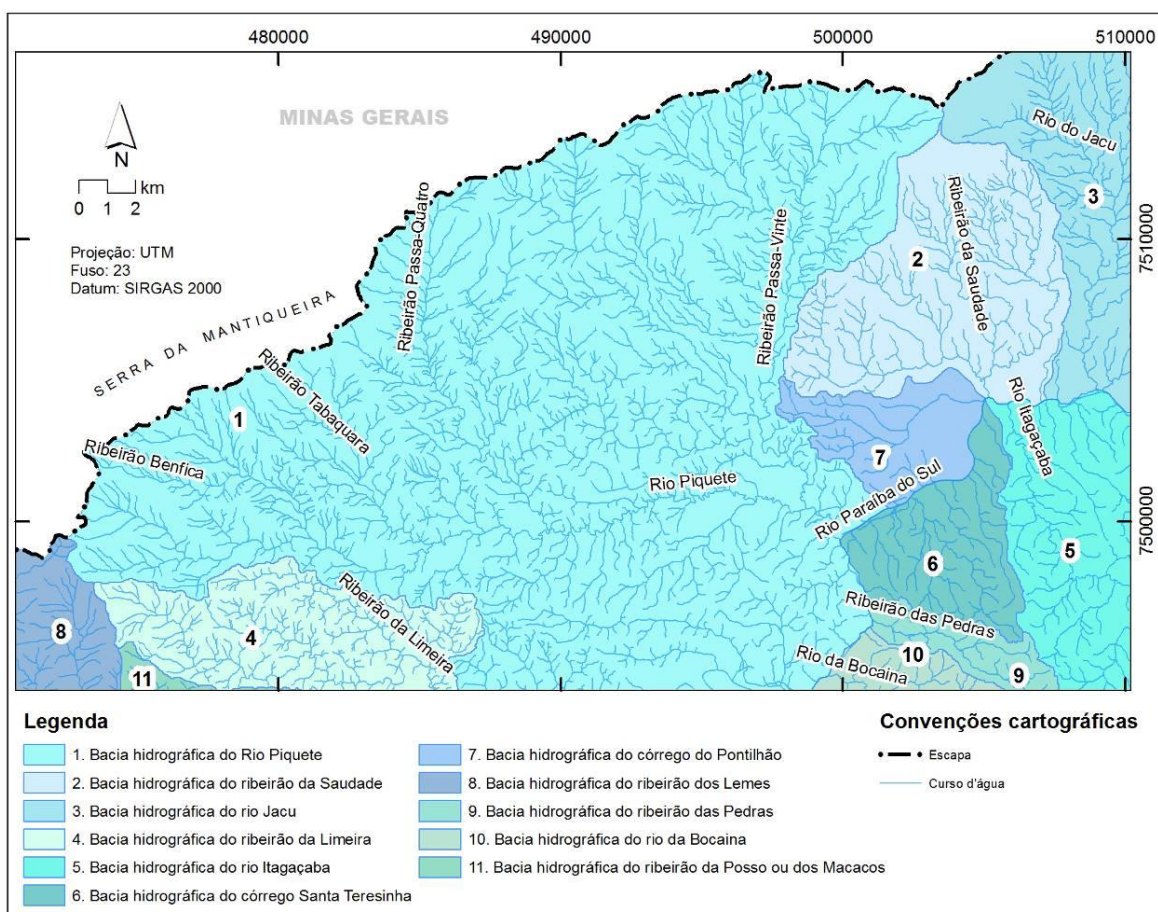 480000
490000
500000
510000
MINAS GERAIS
N
km
0 1 2
Projeção: UTM
Fuso: 23
Datum: SIRGAS 2000
SERRA DA MANTIQUEIRA
Ribeirão Passa-Quatro
Ribeirão Passa-Vinte
Ribeirão da Saudade
Rio do Jacu
3
2
7510000
Ribeirão Tabaquara
1
Ribeirão Benfica
Rio Itagaçaba
7
Rio Piquete
Rio Paraíba do Sul
7500000
5
6
Ribeirão da Limeira
Ribeirão das Pedras
8
4
10
Rio da Bocaina
9
11
Legenda
1. Bacia hidrográfica do Rio Piquete
2. Bacia hidrográfica do ribeirão da Saudade
3. Bacia hidrográfica do rio Jacu
4. Bacia hidrográfica do ribeirão da Limeira
5. Bacia hidrográfica do rio Itagaçaba
6. Bacia hidrográfica do córrego Santa Teresinha
7. Bacia hidrográfica do córrego do Pontilhão
8. Bacia hidrográfica do ribeirão dos Lemes
9. Bacia hidrográfica do ribeirão das Pedras
10. Bacia hidrográfica do rio da Bocaina
11. Bacia hidrográfica do ribeirão da Posso ou dos Macacos
Convenções cartográficas
Escapa
Curso d'água